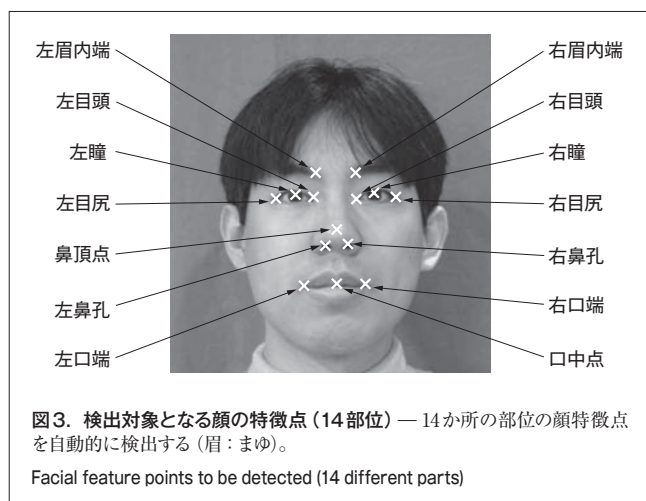 左眉内端
左目頭
左瞳
左目尻
鼻頂点
左鼻孔
左口端
右眉内端
右目頭
右瞳
右目尻
右鼻孔
右口端
口中点
図3．検出対象となる顔の特徴点（14部位） — 14か所の部位の顔特徴点
を自動的に検出する（眉：まゆ）。
Facial feature points to be detected (14 different parts)